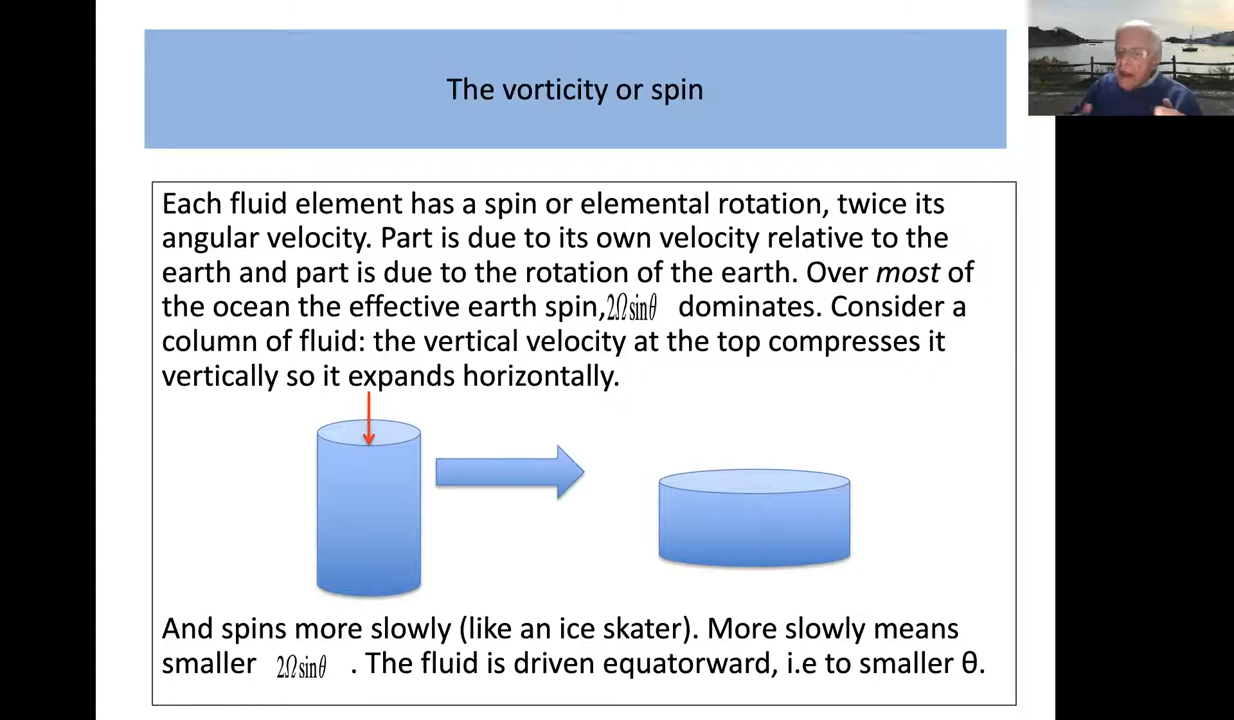 The vorticity or spin
Each fluid element has a spin or elemental rotation, twice its
angular velocity. Part is due to its own velocity relative to the
earth and part is due to the rotation of the earth. Over most of
the ocean the effective earth spin,2Ωsinθ dominates. Consider a
column of fluid: the vertical velocity at the top compresses it
vertically so it expands horizontally.
And spins more slowly (like an ice skater). More slowly means
smaller 2Ωsinθ . The fluid is driven equatorward, i.e to smaller θ.